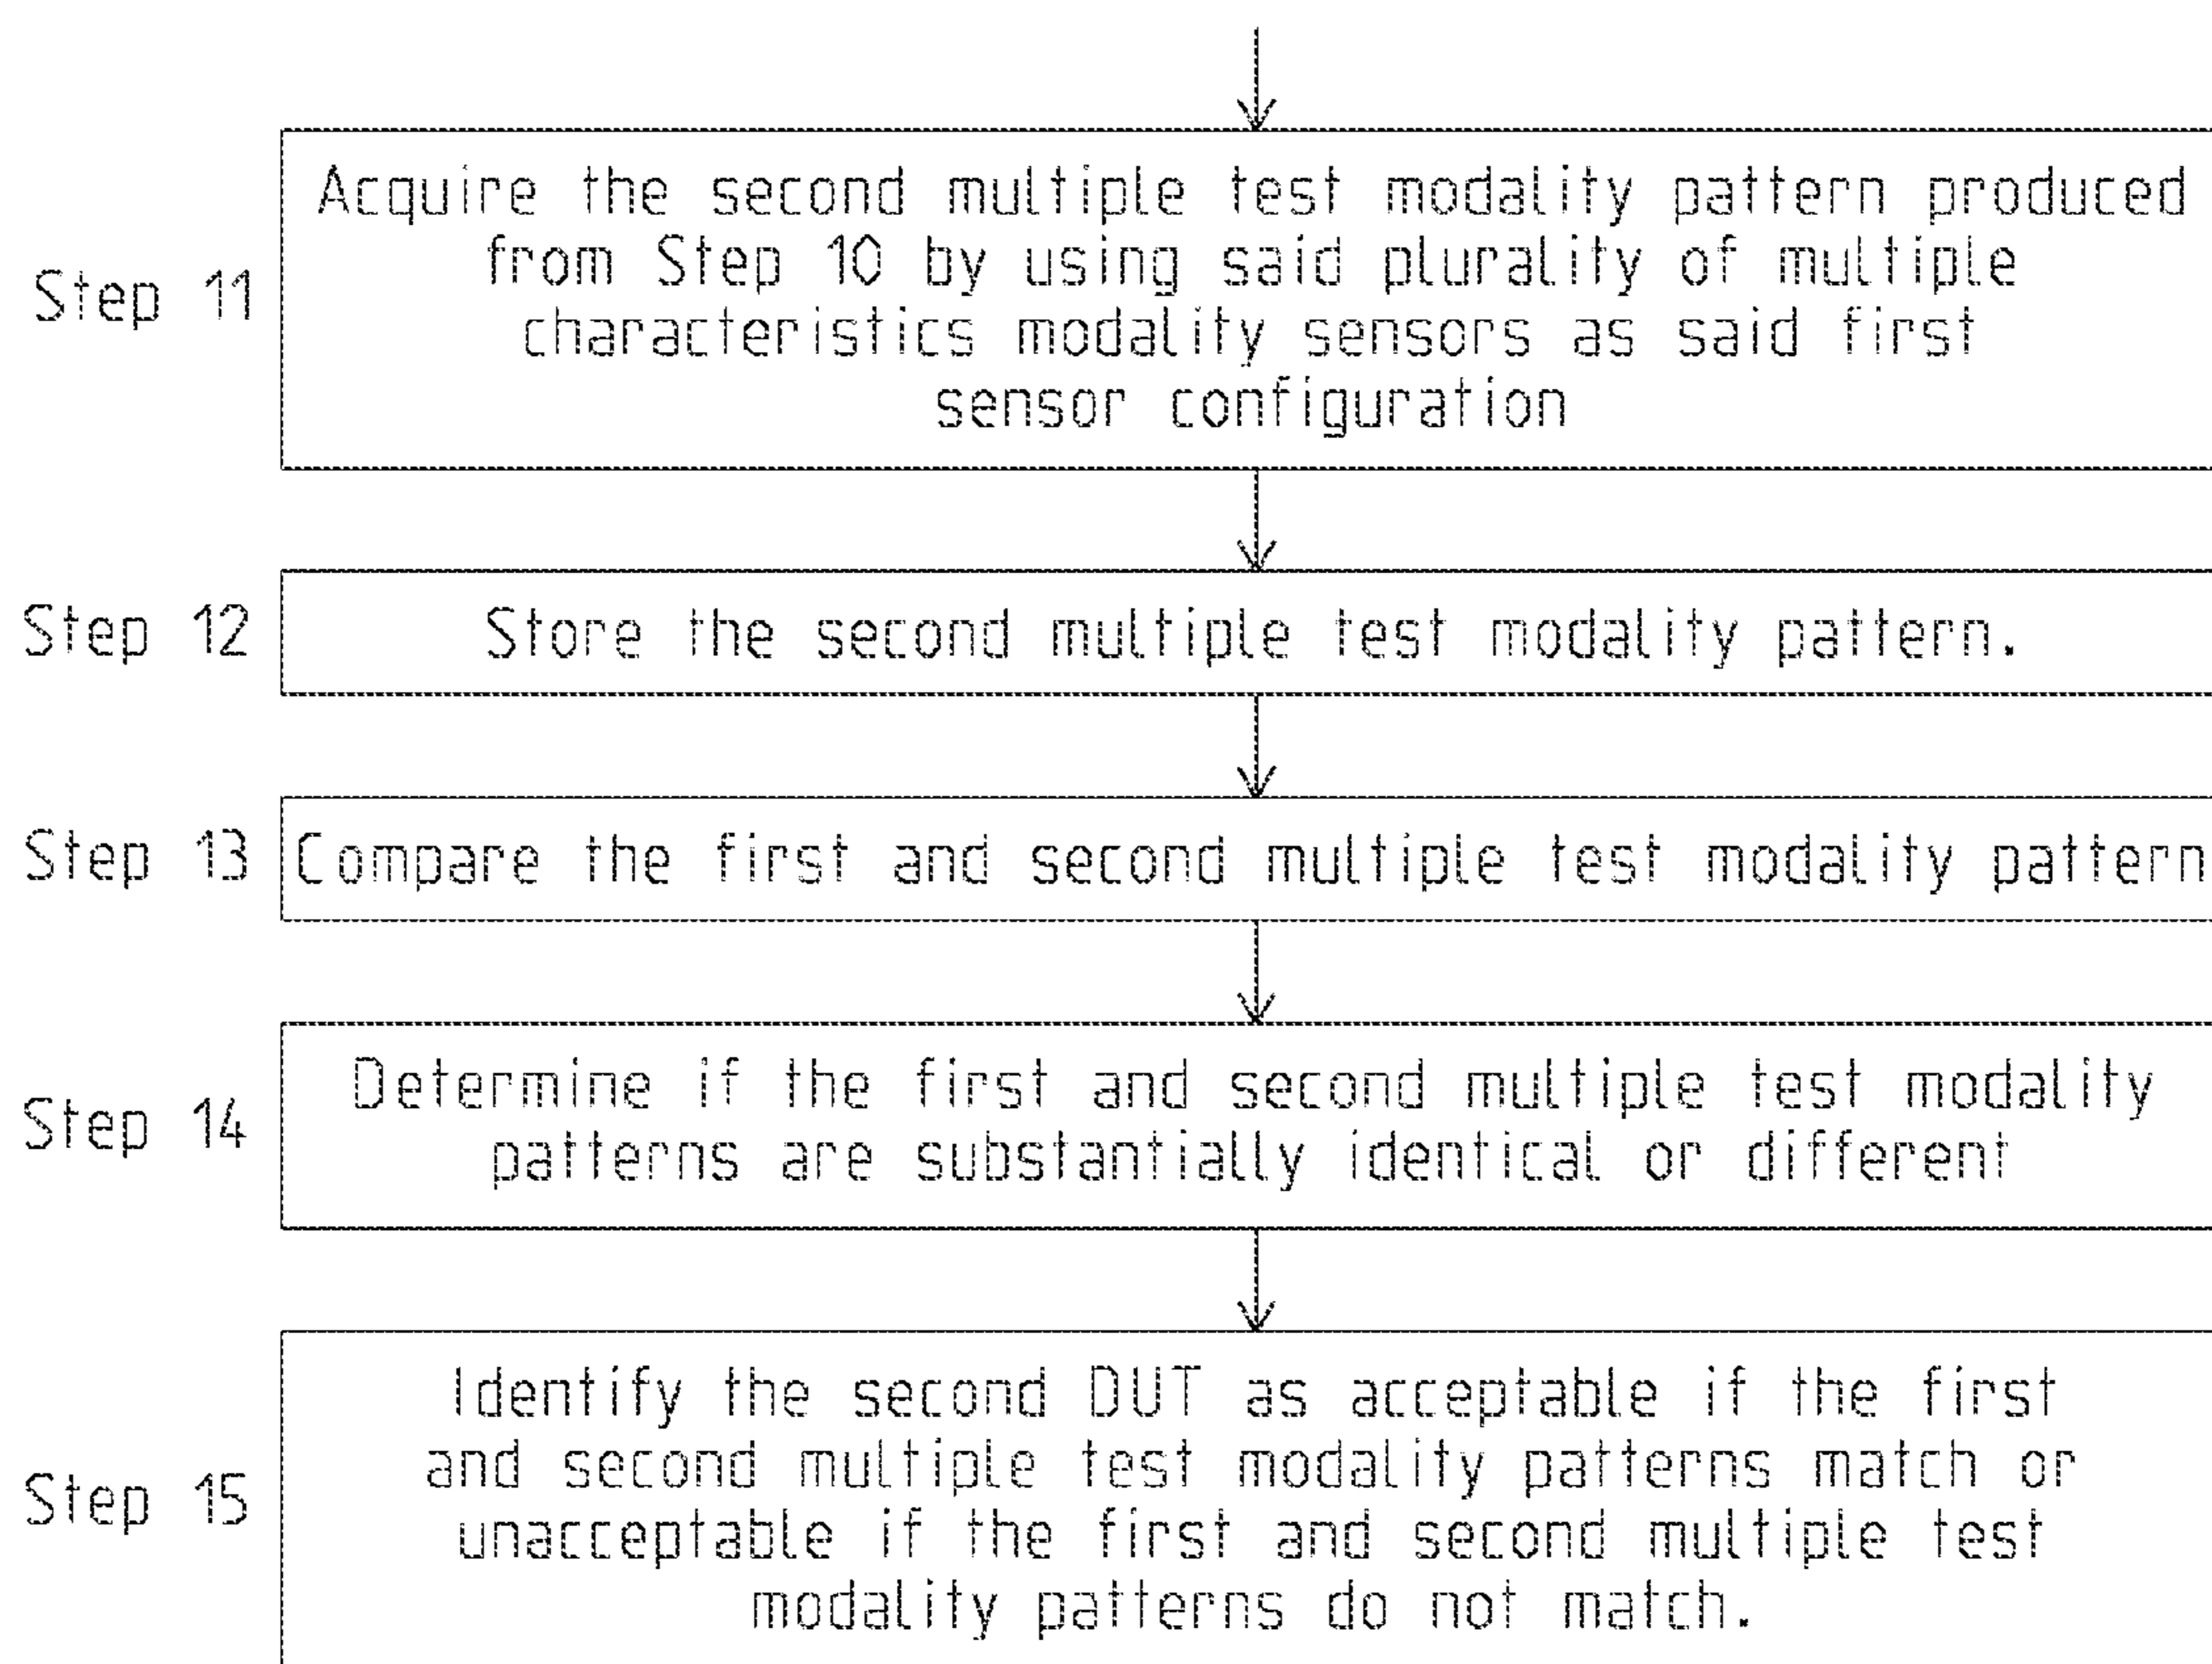 Acquire the second multiple test modality pattern produced
from Step 10 by using said plurality of multiple
Step 11
characteristics modality sensors as said first
sensor configuration
Step 12
Store the second multiple test modality pattern.
Step 13
Compare the first and second multiple test modality pattern
Determine if the first and second multiple test modality
Step 14
patterns are substantially identical or different
Identify the second DUT as acceptable if the first
and second multiple test modality patterns match or
Step 15
unacceptable if the first and second multiple test
modality patterns do not match.